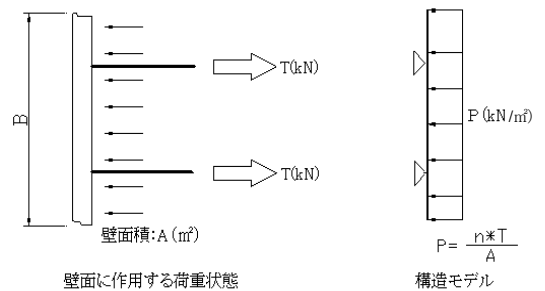 B
T(kN)
T(kN)
壁面積:A(㎡)
壁面に作用する荷重状態
P(kN/㎡)
P= n*T
A
構造モデル